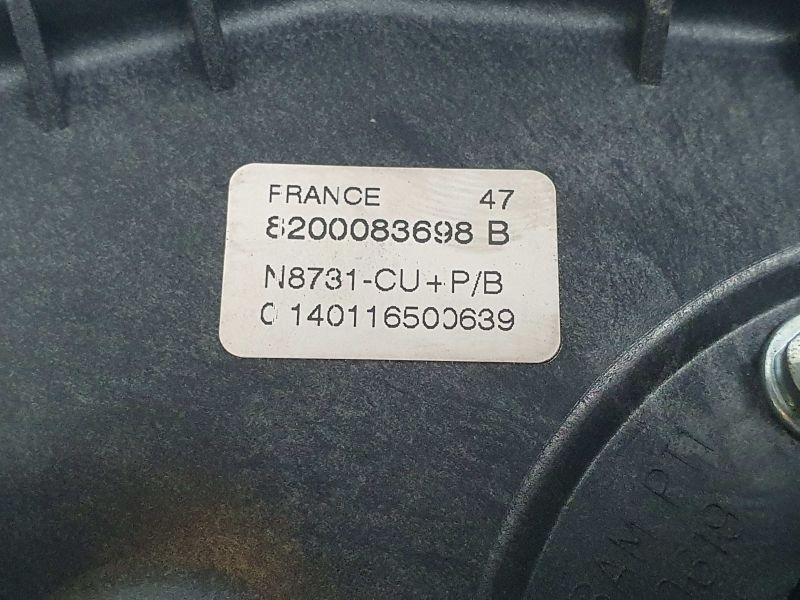 FRANCE 47
8200083698 B
N8731-CU+P/B
0 140116500639